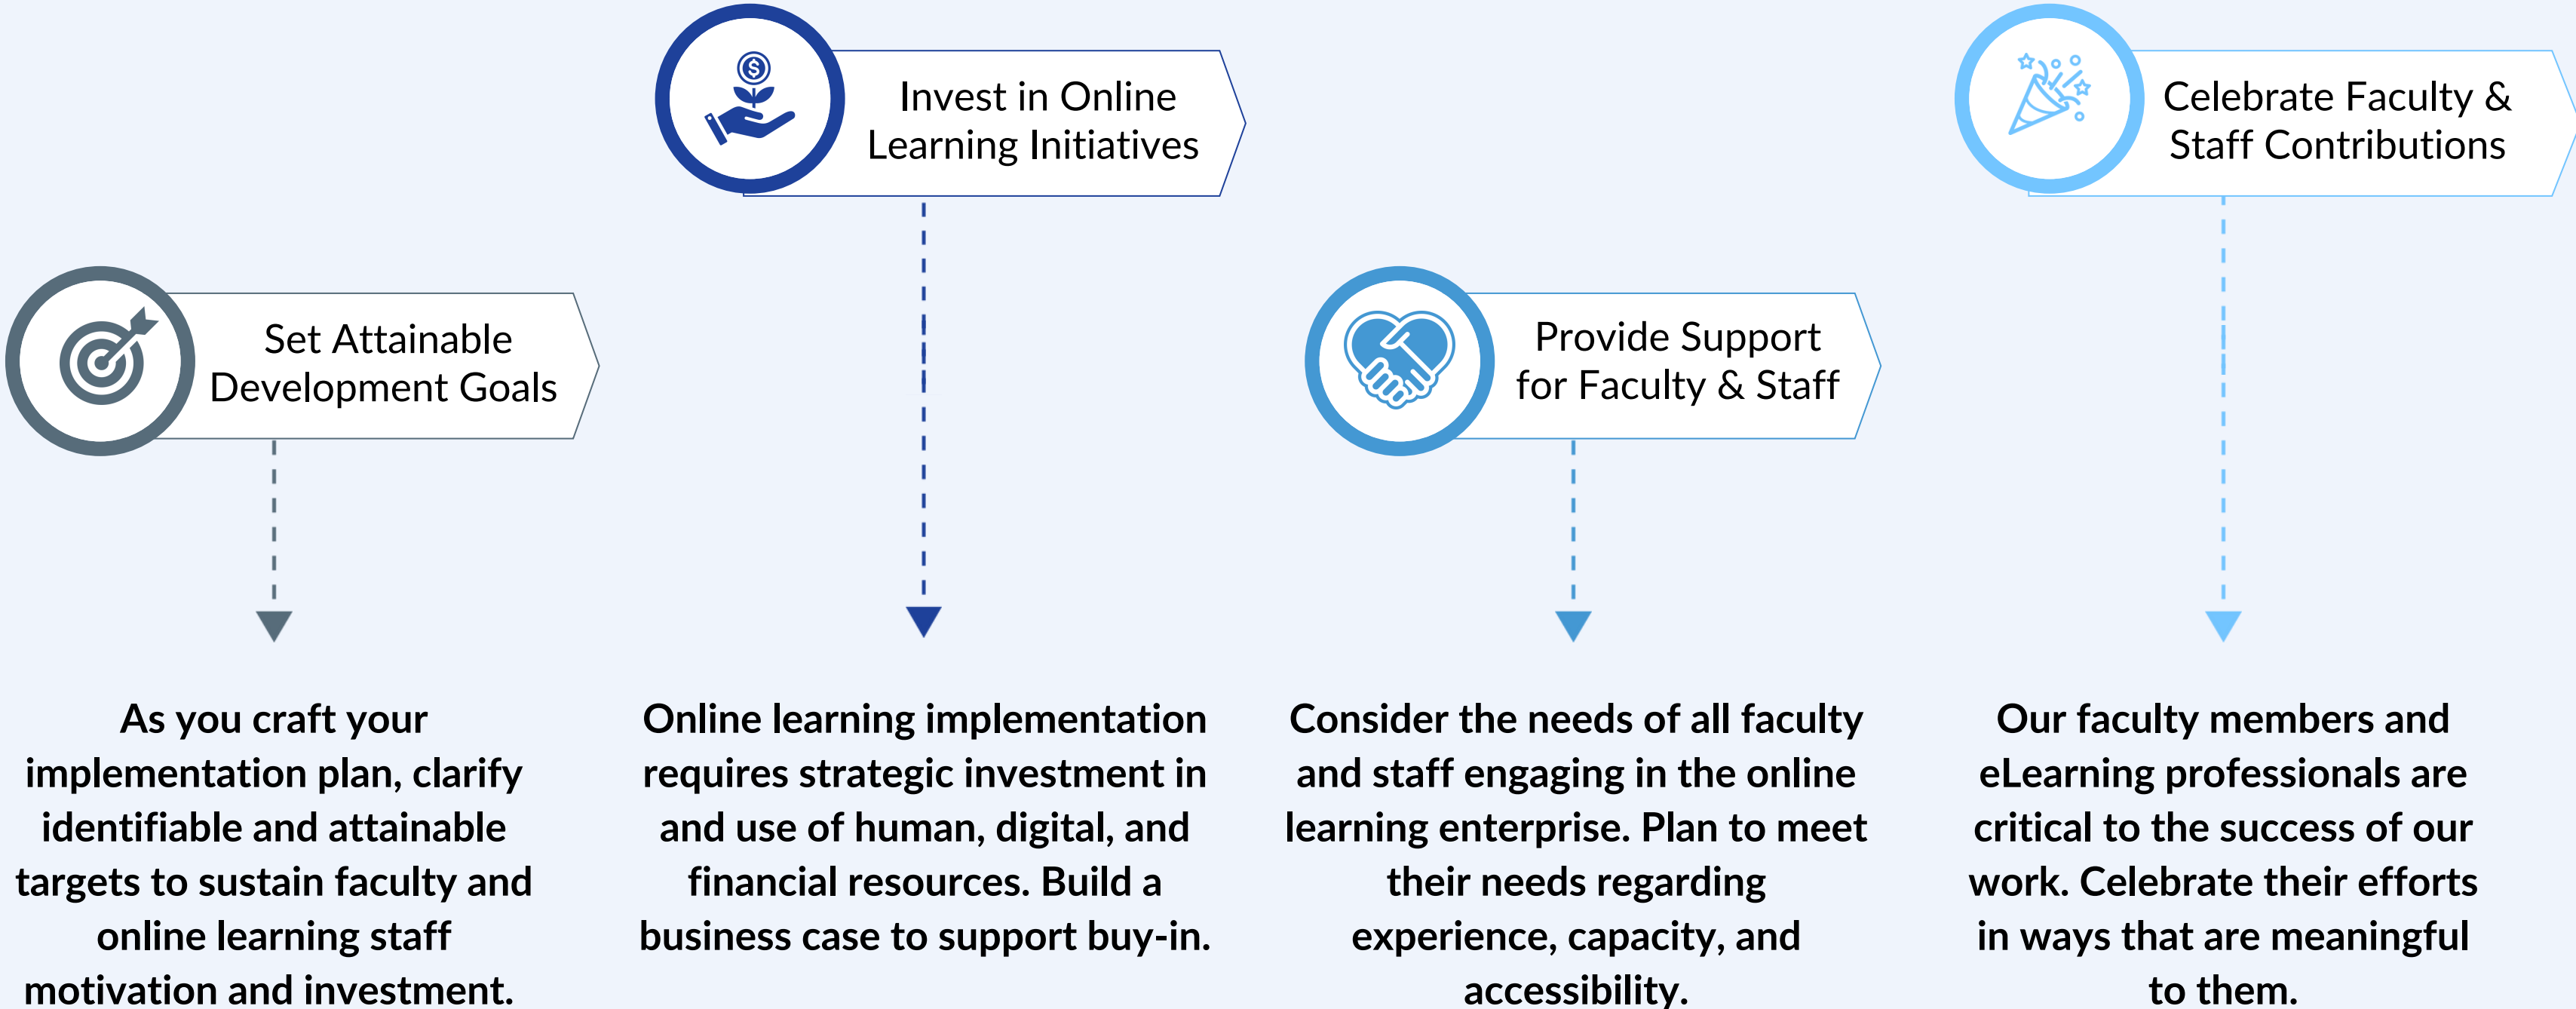 Set Attainable
Development Goals
As you craft your
implementation plan, clarify
identifiable and attainable
targets to sustain faculty and
online learning staff
motivation and investment.
$
Invest in Online
Learning Initiatives
Online learning implementation
requires strategic investment in
and use of human, digital, and
financial resources. Build a
business case to support buy-in.
Provide Support
for Faculty & Staff
Consider the needs of all faculty
and staff engaging in the online
learning enterprise. Plan to meet
their needs regarding
experience, capacity, and
accessibility.
Celebrate Faculty &
Staff Contributions
Our faculty members and
eLearning professionals are
critical to the success of our
work. Celebrate their efforts
in ways that are meaningful
to them.